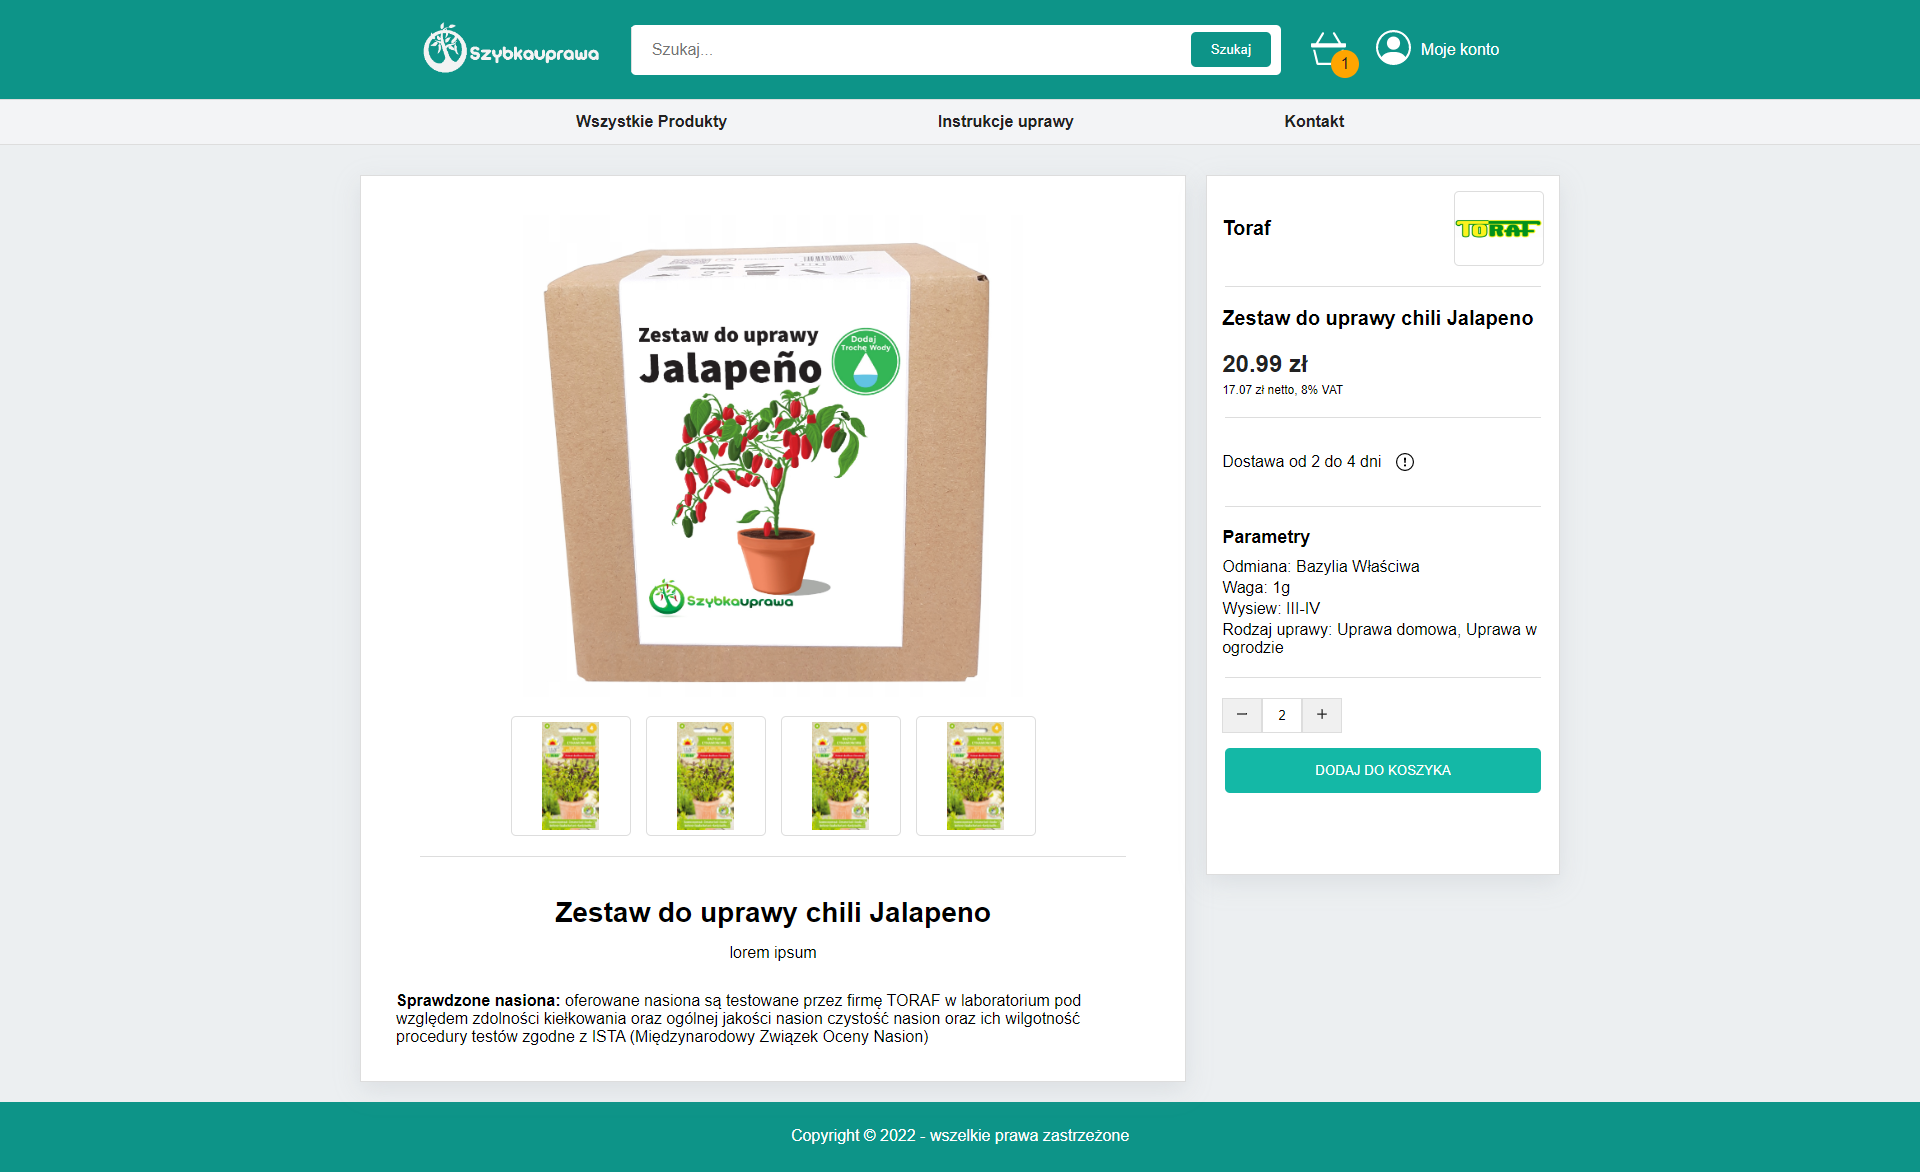 Szybkauprawa
Szukaj...
Szukaj
1
Moje konto
Wszystkie Produkty
Instrukcje uprawy
Kontakt
Zestaw do uprawy
Jalapeño
Dodaj
Trochę Wody
Szybkauprawa
Zestaw do uprawy chili Jalapeno
lorem ipsum
Sprawdzone nasiona: oferowane nasiona są testowane przez firmę TORAF w laboratorium pod
względem zdolności kiełkowania oraz ogólnej jakości nasion czystość nasion oraz ich wilgotność
procedury testów zgodne z ISTA (Międzynarodowy Związek Oceny Nasion)
Toraf
TORAF
Zestaw do uprawy chili Jalapeno
20.99 zł
17.07 zł netto, 8% VAT
Dostawa od 2 do 4 dni
Parametry
Odmiana: Bazylia Właściwa
Waga: 1g
Wysiew: III-IV
Rodzaj uprawy: Uprawa domowa, Uprawa w
ogrodzie
− 2 +
DODAJ DO KOSZYKA
Copyright © 2022 - wszelkie prawa zastrzeżone